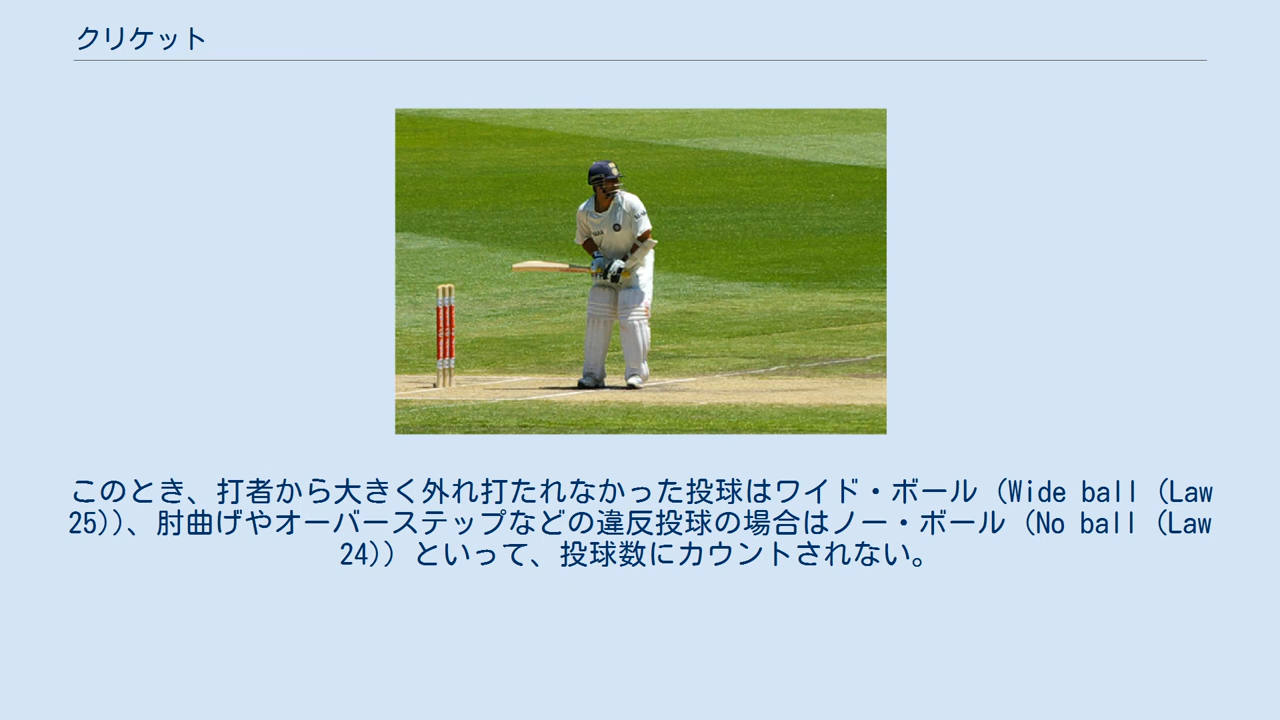 クリケット
このとき、打者から大きく外れ打たれなかった投球はワイド・ボール（Wide ball (Law
25)）、肘曲げやオーバーステップなどの違反投球の場合はノー・ボール（No ball (Law
24)）といって、投球数にカウントされない。